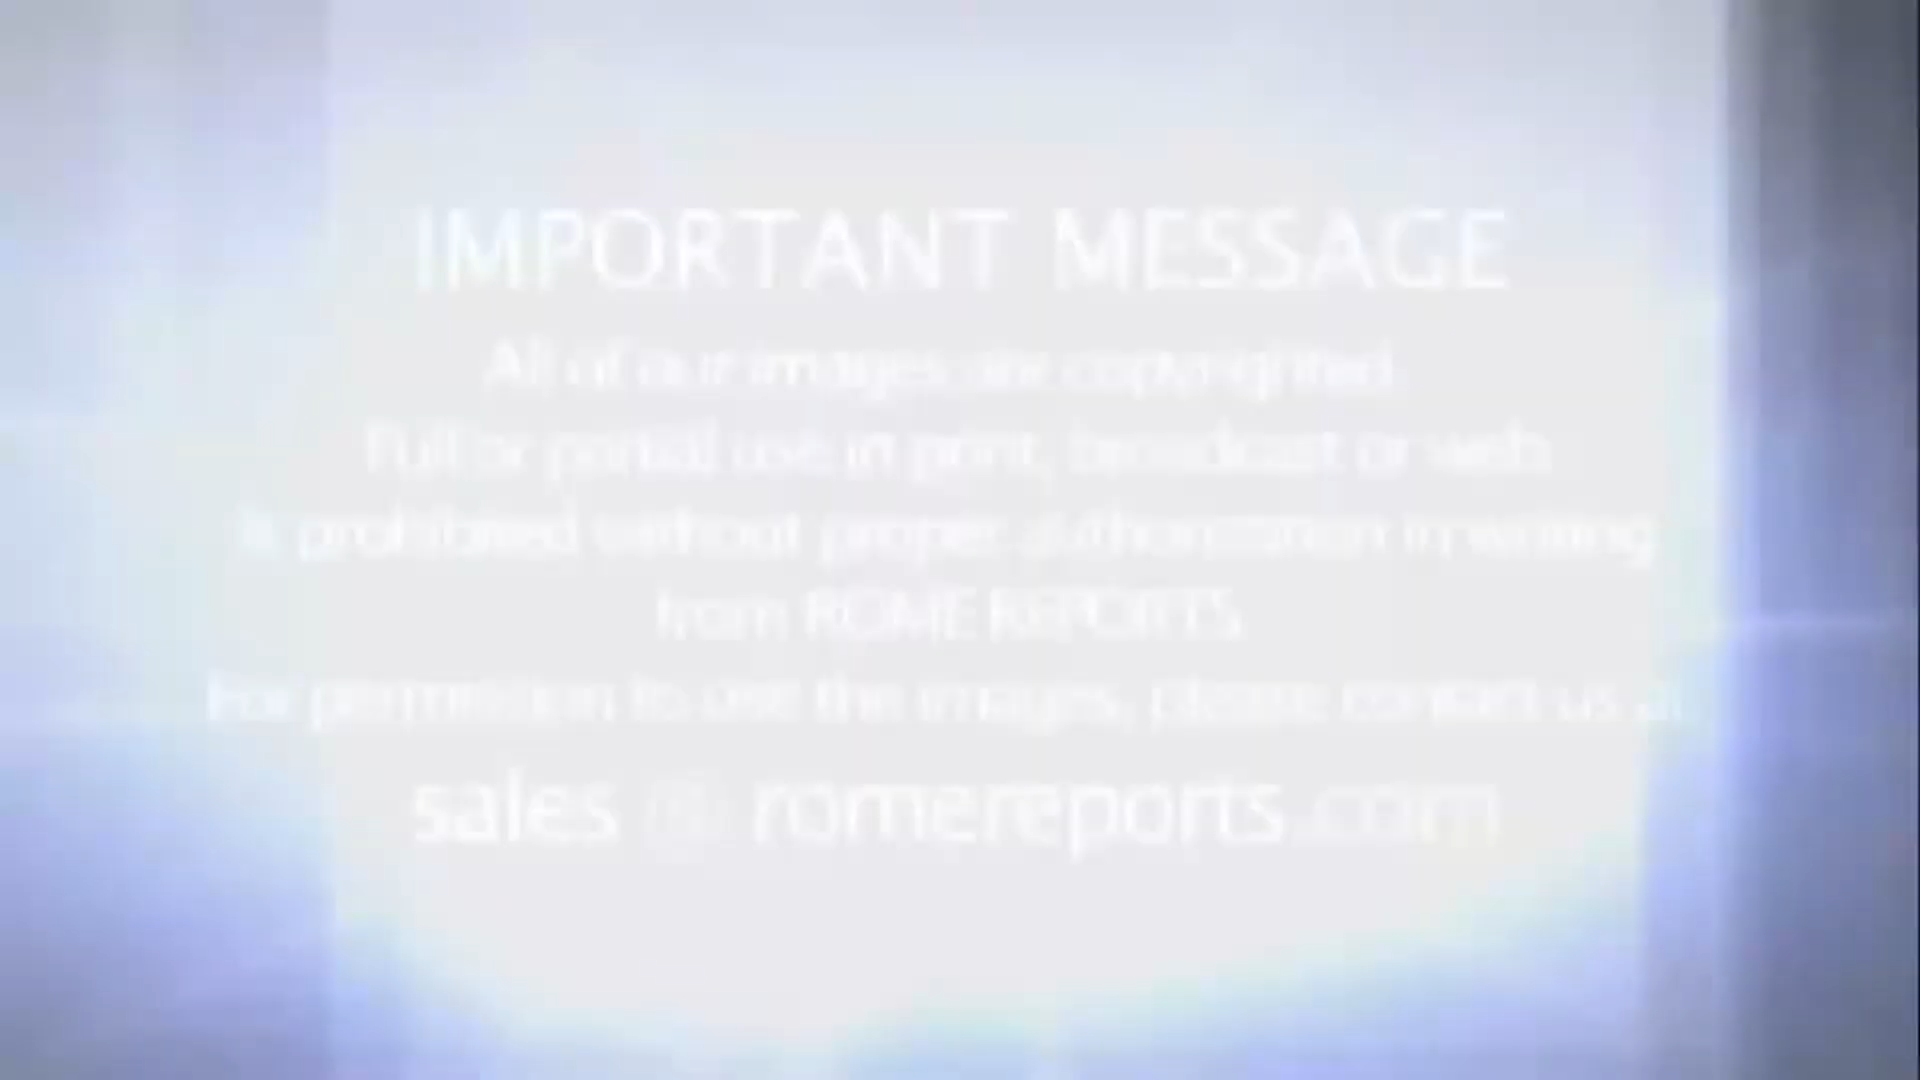 IMPORTANT MESSAGE
All of our images are copyrighted
Full or partial use in print, broadcast or web
is prohibited without proper authorization in writing
from ROME REPORTS
For permission to use the images, please contact us at
sales @ romereports.com